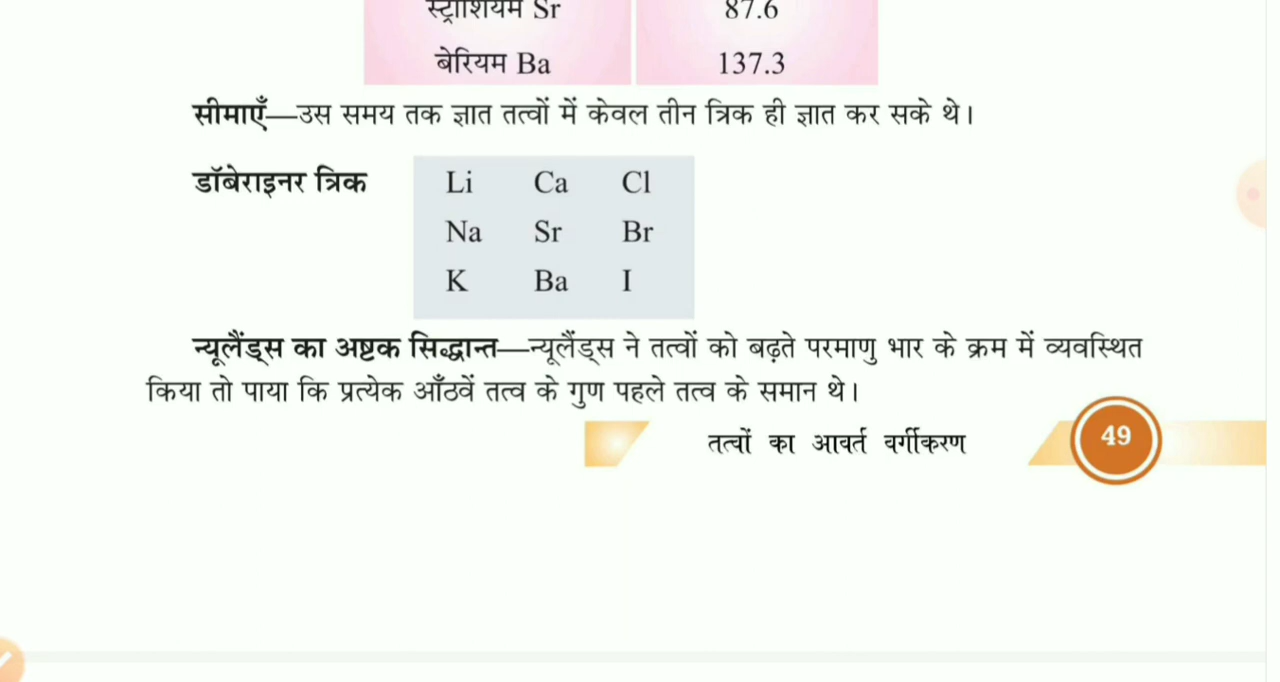 स्ट्रांशियम Sr 87.6
बेरियम Ba 137.3
सीमाएँ—उस समय तक ज्ञात तत्वों में केवल तीन त्रिक ही ज्ञात कर सके थे।
डॉबेराइनर त्रिक Li Ca Cl
Na Sr Br
K Ba I
न्यूलैंड्स का अष्टक सिद्धान्त—न्यूलैंड्स ने तत्वों को बढ़ते परमाणु भार के क्रम में व्यवस्थित
किया तो पाया कि प्रत्येक आँठवें तत्व के गुण पहले तत्व के समान थे।
तत्वों का आवर्त वर्गीकरण 49